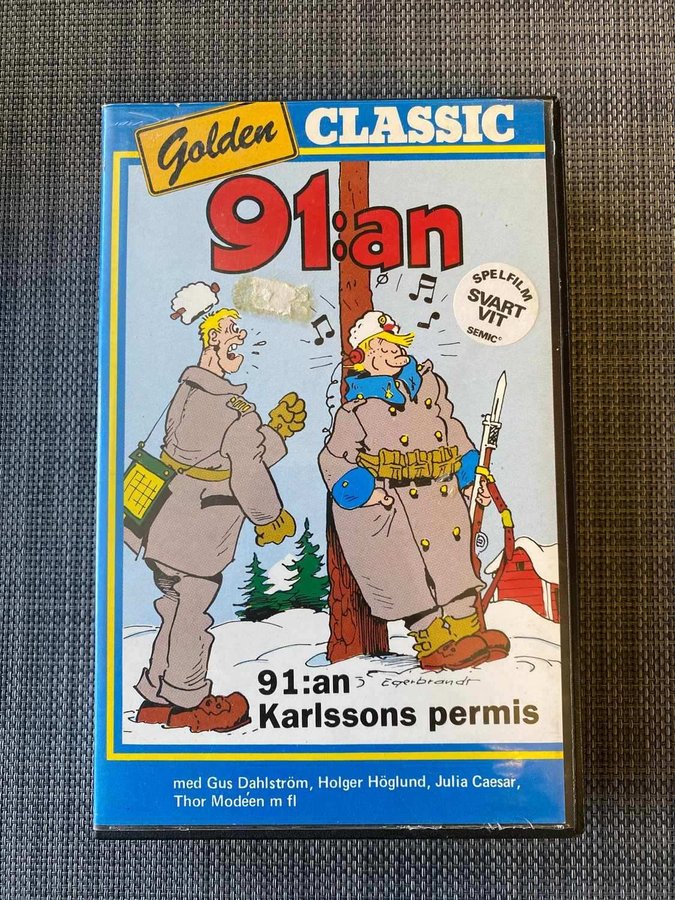 Golden
CLASSIC
91:an
SPELFILM
SVART
VIT
SEMIC©
91:an
Egerbrandt
Karlssons permis
med Gus Dahlström, Holger Höglund, Julia Caesar,
Thor Modéen m fl